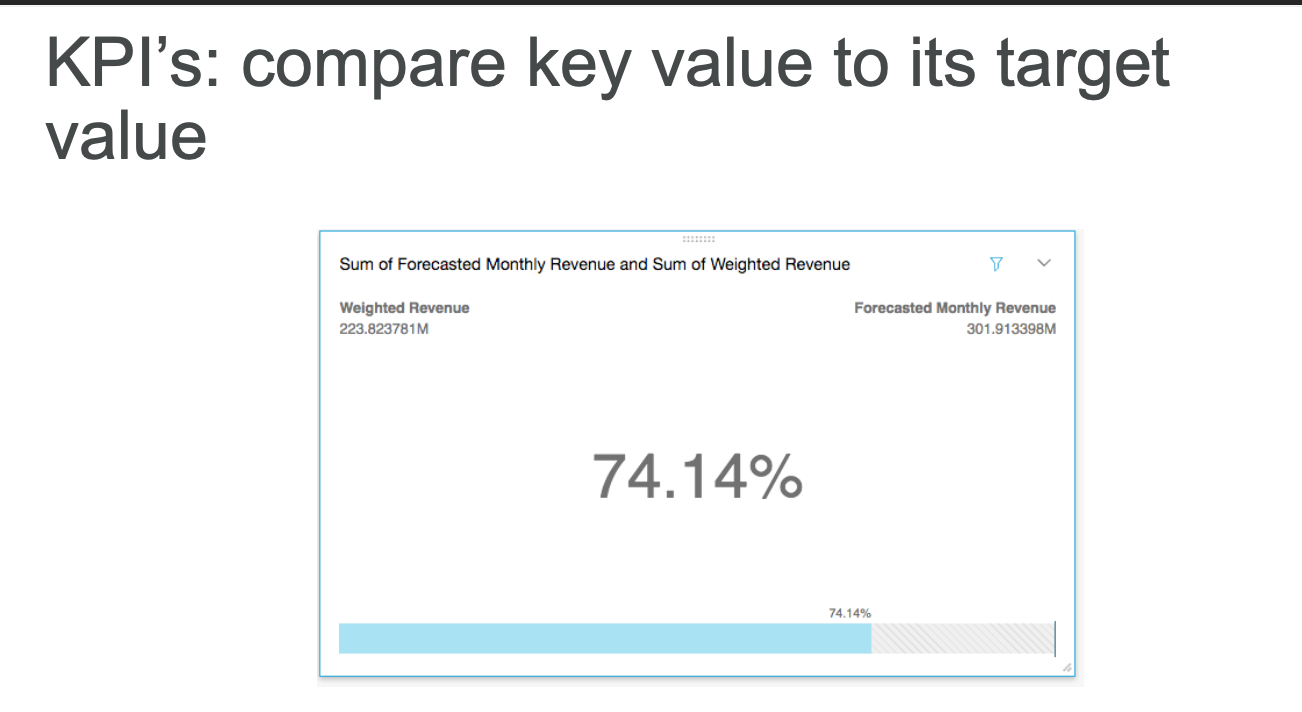 KPI’s: compare key value to its target
value
Sum of Forecasted Monthly Revenue and Sum of Weighted Revenue
Weighted Revenue
223.823781M
Forecasted Monthly Revenue
301.913398M
74.14%
74.14%